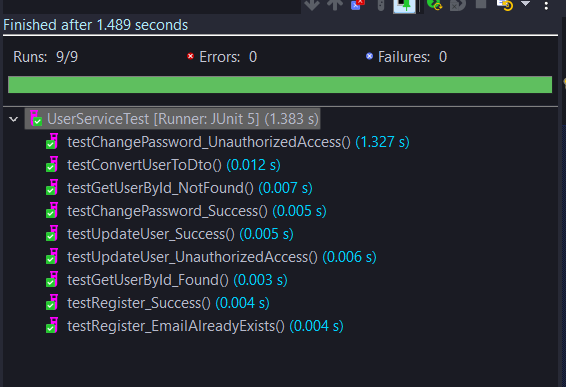 Finished after 1.489 seconds
Runs: 9/9 Errors: 0 Failures: 0
UserServiceTest [Runner: JUnit 5] (1.383 s)
testChangePassword_UnauthorizedAccess() (1.327 s)
testConvertUserToDto() (0.012 s)
testGetUserById_NotFound() (0.007 s)
testChangePassword_Success() (0.005 s)
testUpdateUser_Success() (0.005 s)
testUpdateUser_UnauthorizedAccess() (0.006 s)
testGetUserById_Found() (0.003 s)
testRegister_Success() (0.004 s)
testRegister_EmailAlreadyExists() (0.004 s)